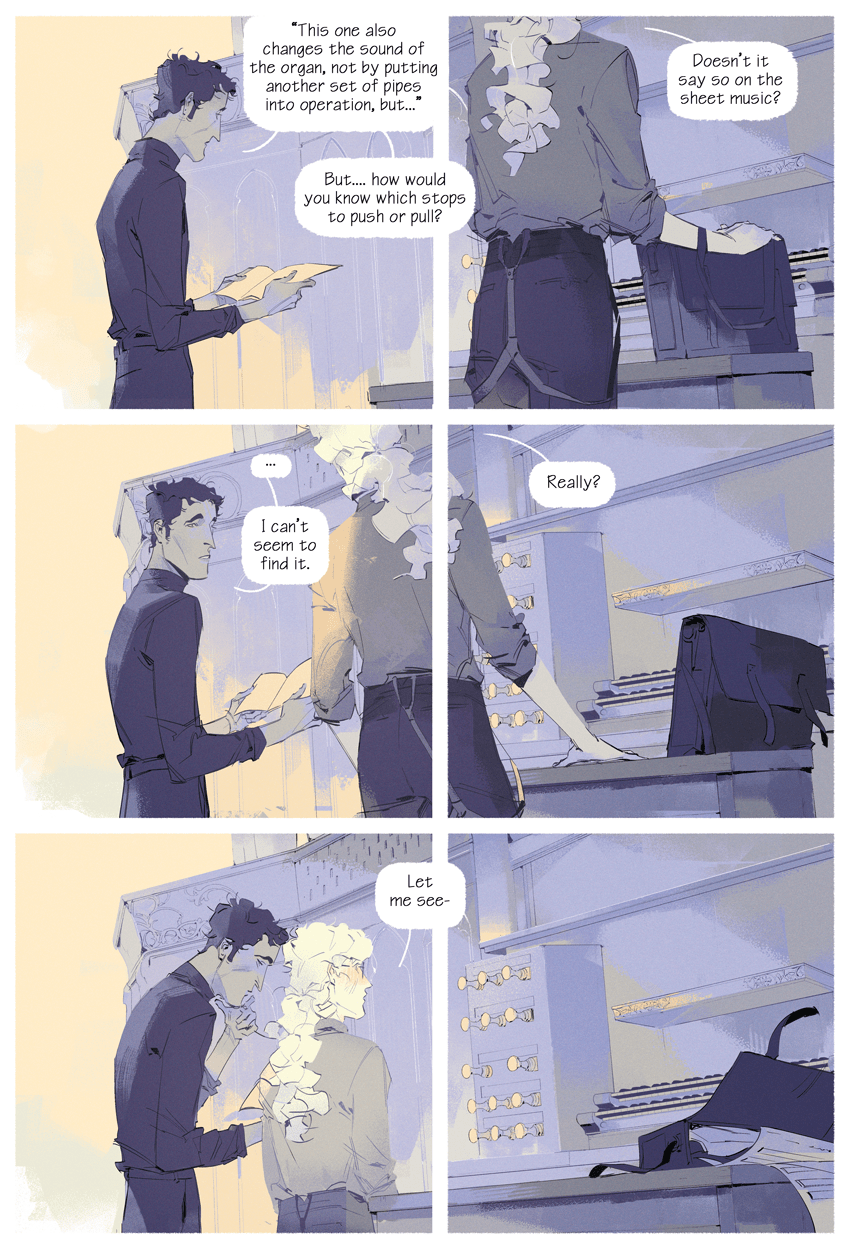 “This one also
changes the sound of
the organ, not by putting
another set of pipes
into operation, but...”
But.... how would
you know which stops
to push or pull?
Doesn't it
say so on the
sheet music?
...
I can't
seem to
find it.
Really?
Let
me see-